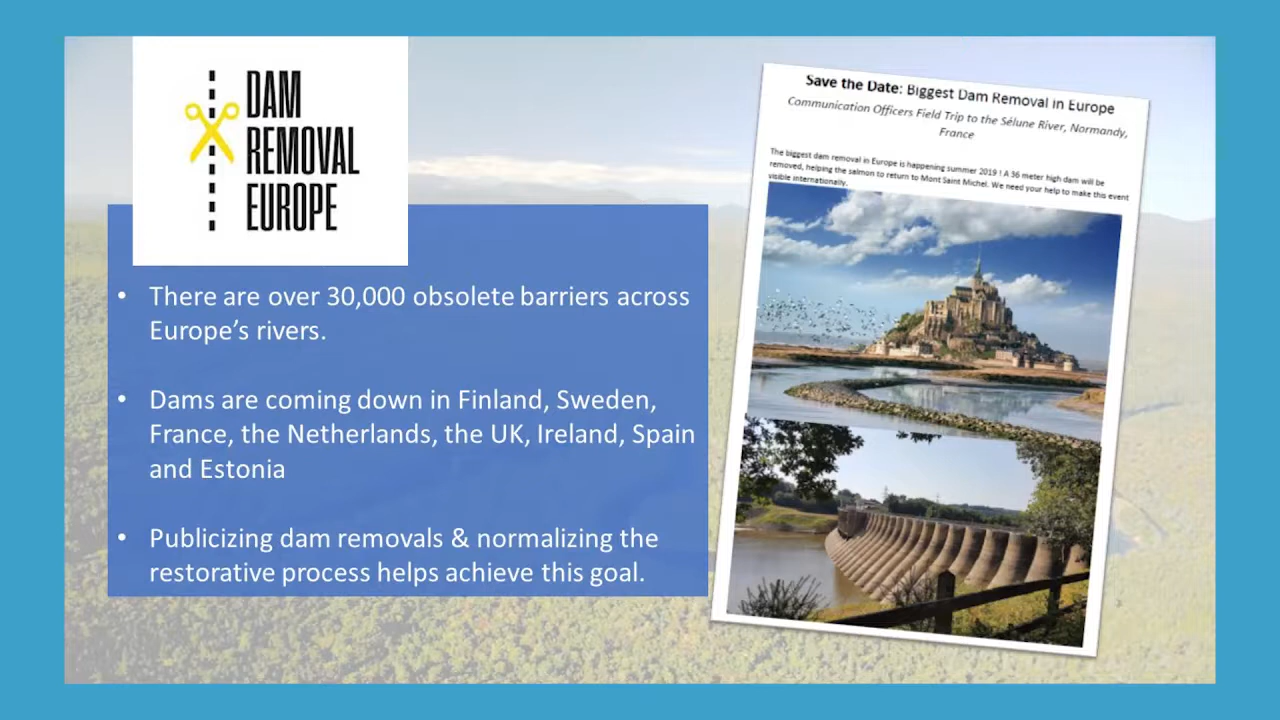 DAM
REMOVAL
EUROPE
• There are over 30,000 obsolete barriers across
Europe’s rivers.
• Dams are coming down in Finland, Sweden,
France, the Netherlands, the UK, Ireland, Spain
and Estonia
• Publicizing dam removals & normalizing the
restorative process helps achieve this goal.
Save the Date: Biggest Dam Removal in Europe
Communication Officers Field Trip to the Sélune River, Normandy,
France
The biggest dam removal in Europe is happening summer 2019 ! A 36 meter high dam will be
removed, helping the salmon to return to Mont Saint Michel. We need your help to make this event
visible internationally.